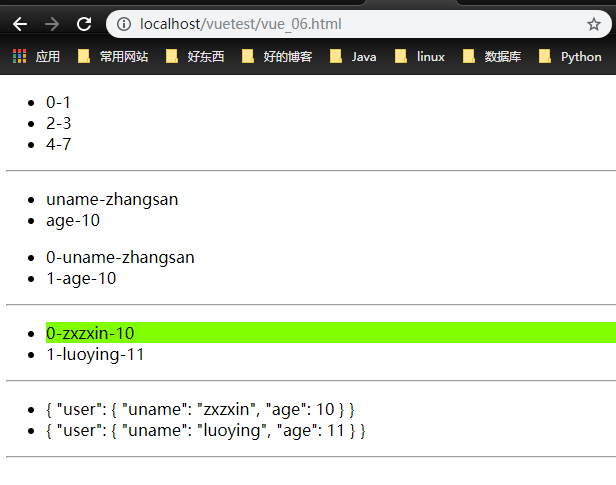 localhost/vuetest/vue_06.html
应用 常用网站 好东西 好的博客 Java linux 数据库 Python
0-1
2-3
4-7
uname-zhangsan
age-10
0-uname-zhangsan
1-age-10
0-zxzxin-10
1-luoying-11
{ "user": { "uname": "zxzxin", "age": 10 } }
{ "user": { "uname": "luoying", "age": 11 } }